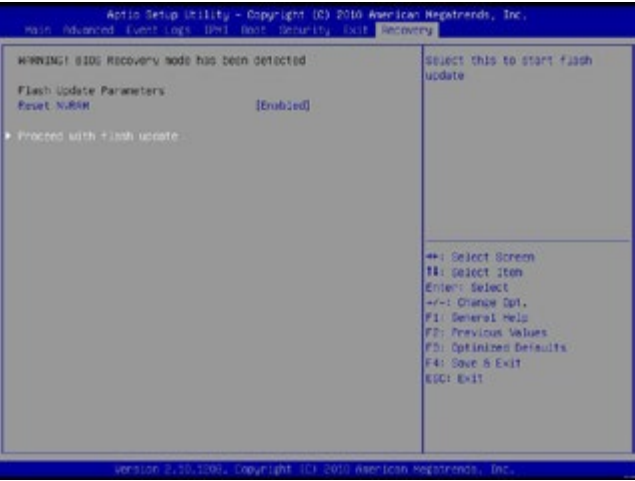 Aptio Setup Utility - Copyright (C) 2010 American Megatrends, Inc.
Main Advanced Event Logs IPMI Boot Security Exit Recovery
WARNING! BIOS Recovery mode has been detected
Select this to start flash
update
Flash Update Parameters
Reset NVRAM [Enabled]
Proceed with flash update
: Select Screen
: Select Item
Enter: Select
+/-: Change Opt.
F1: General Help
F2: Previous Values
F3: Optimized Defaults
F4: Save & Exit
ESC: Exit
Version 2.10.1208. Copyright (C) 2010 American Megatrends, Inc.